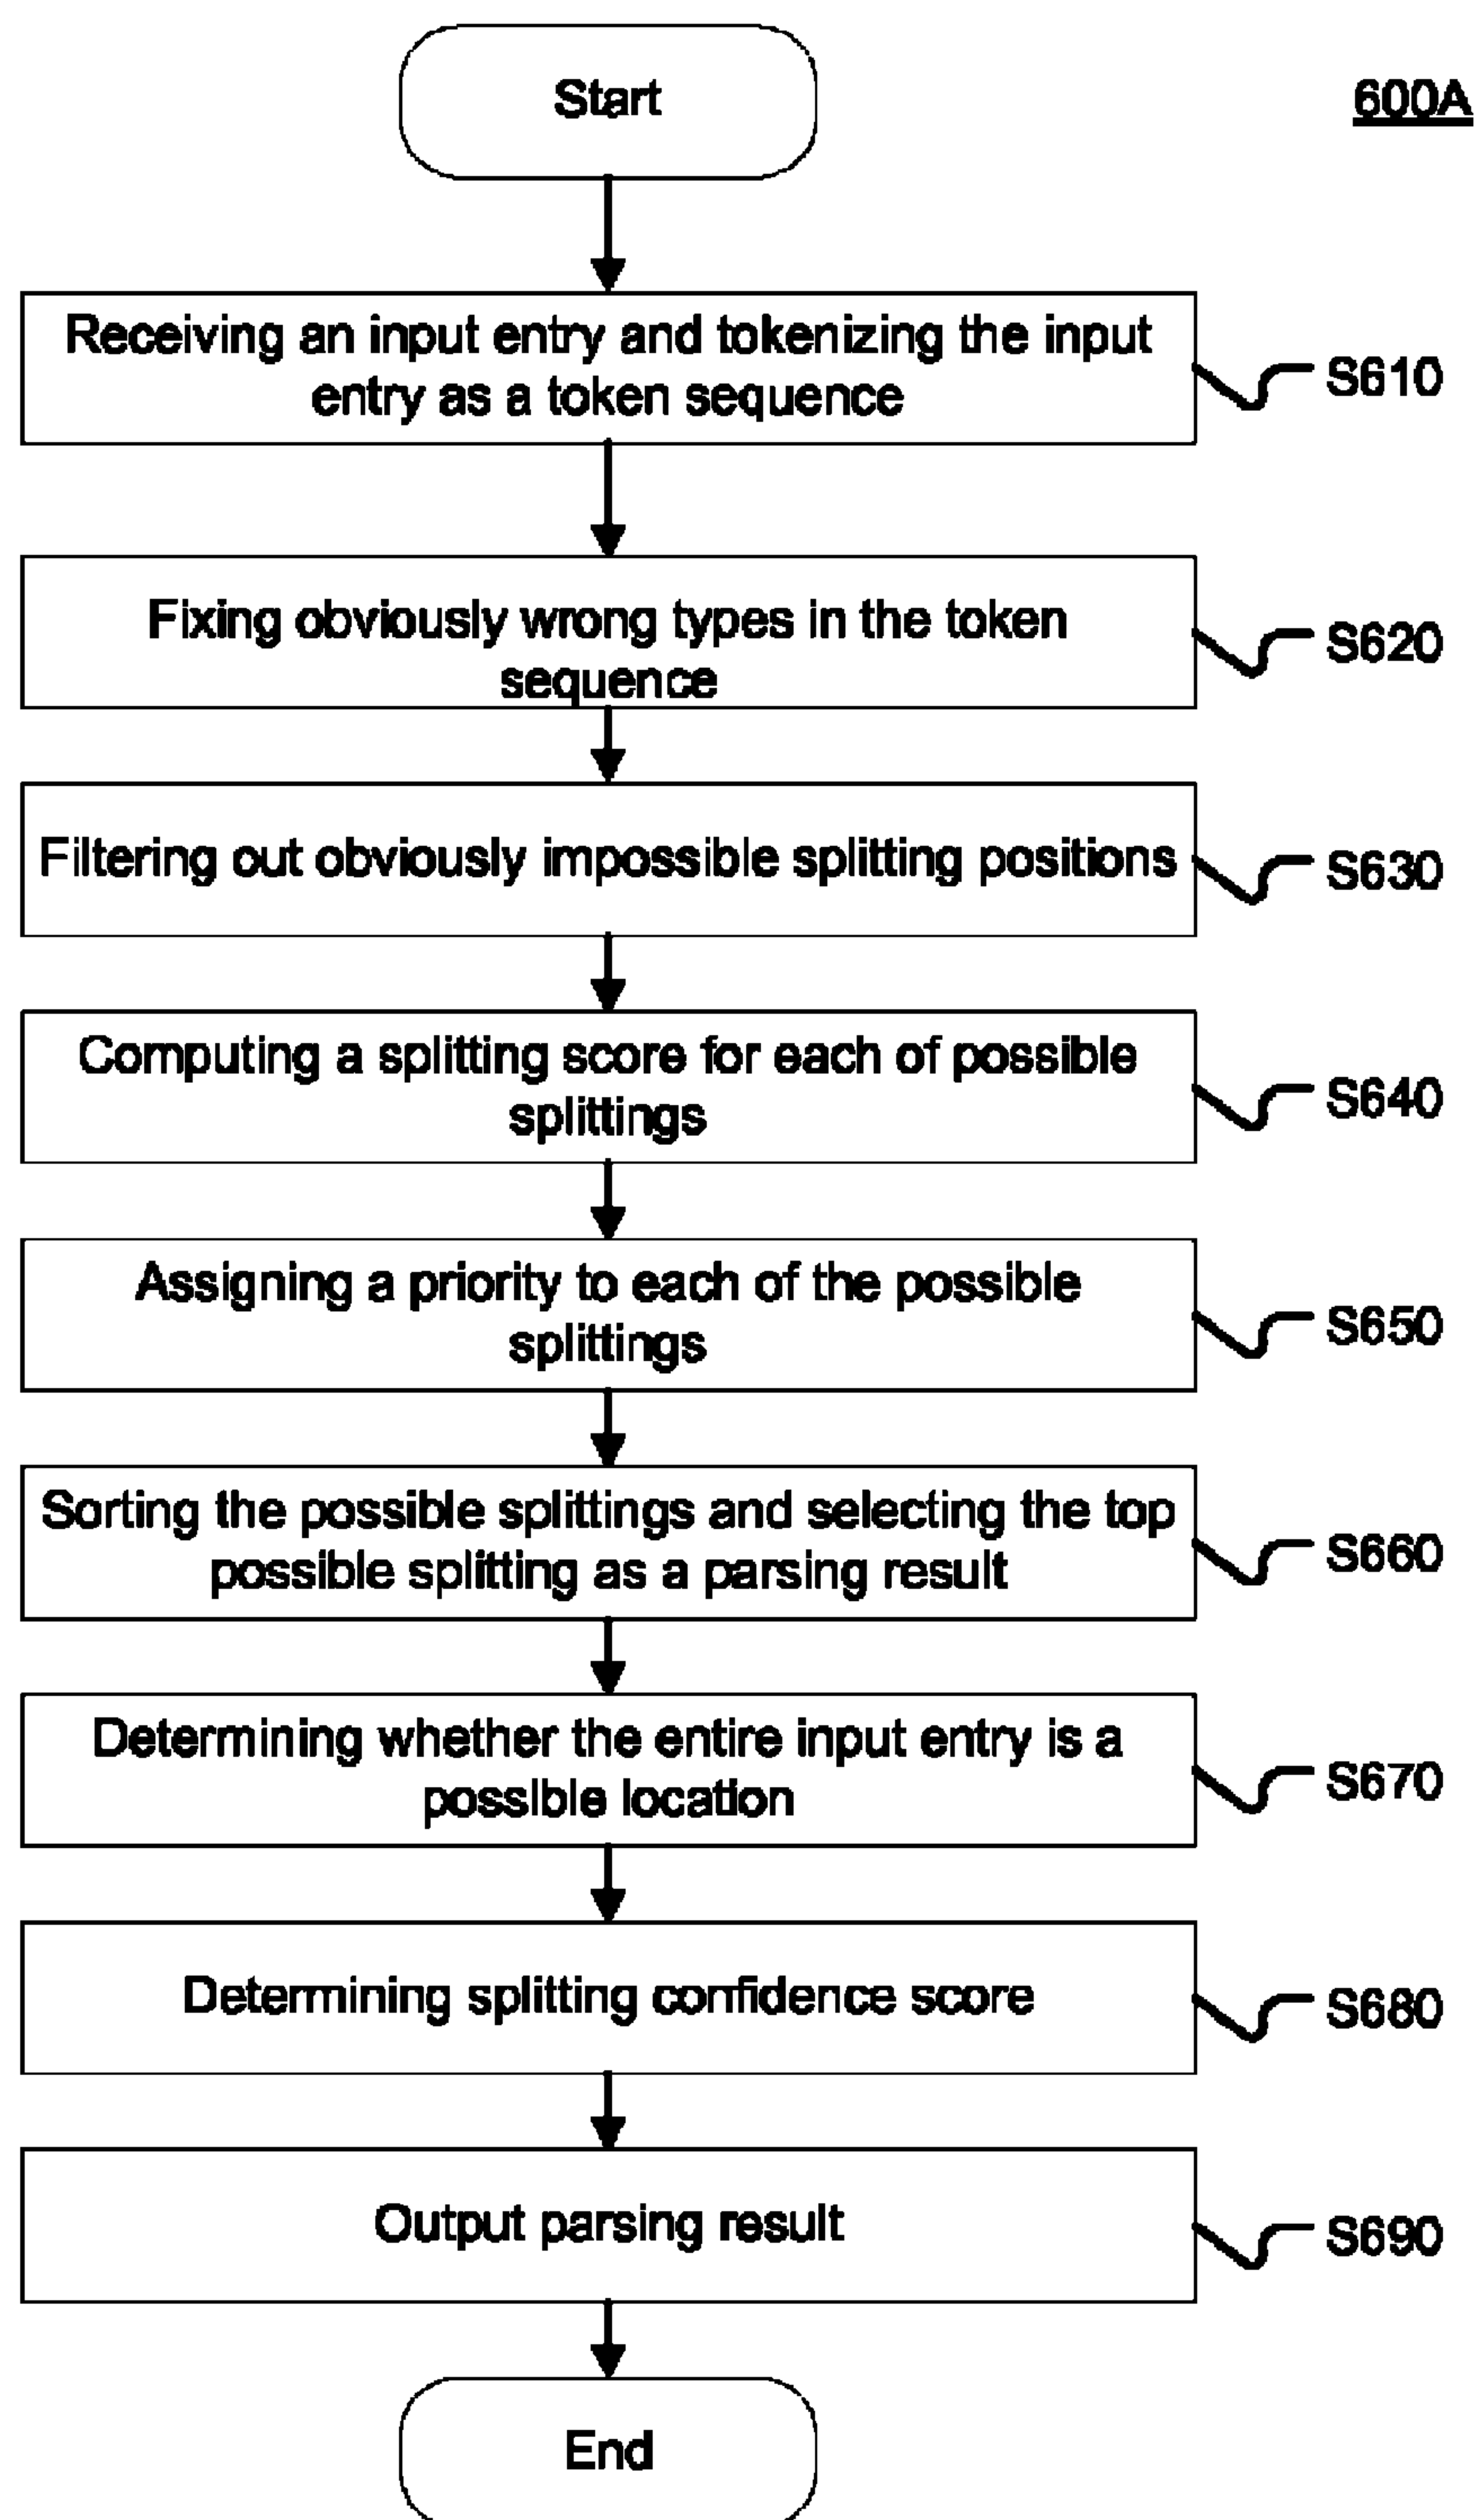 Start
600A
Receiving an input entry and tokenizing the input
entry as a token sequence
S610
Fixing obviously wrong types in the token
sequence
S620
Filtering out obviously impossible splitting positions
S630
Computing a splitting score for each of possible
splittings
S640
Assigning a priority to each of the possible
splittings
S650
Sorting the possible splittings and selecting the top
possible splitting as a parsing result
S660
Determining whether the entire input entry is a
possible location
S670
Determining splitting confidence score
S680
Output parsing result
S690
End